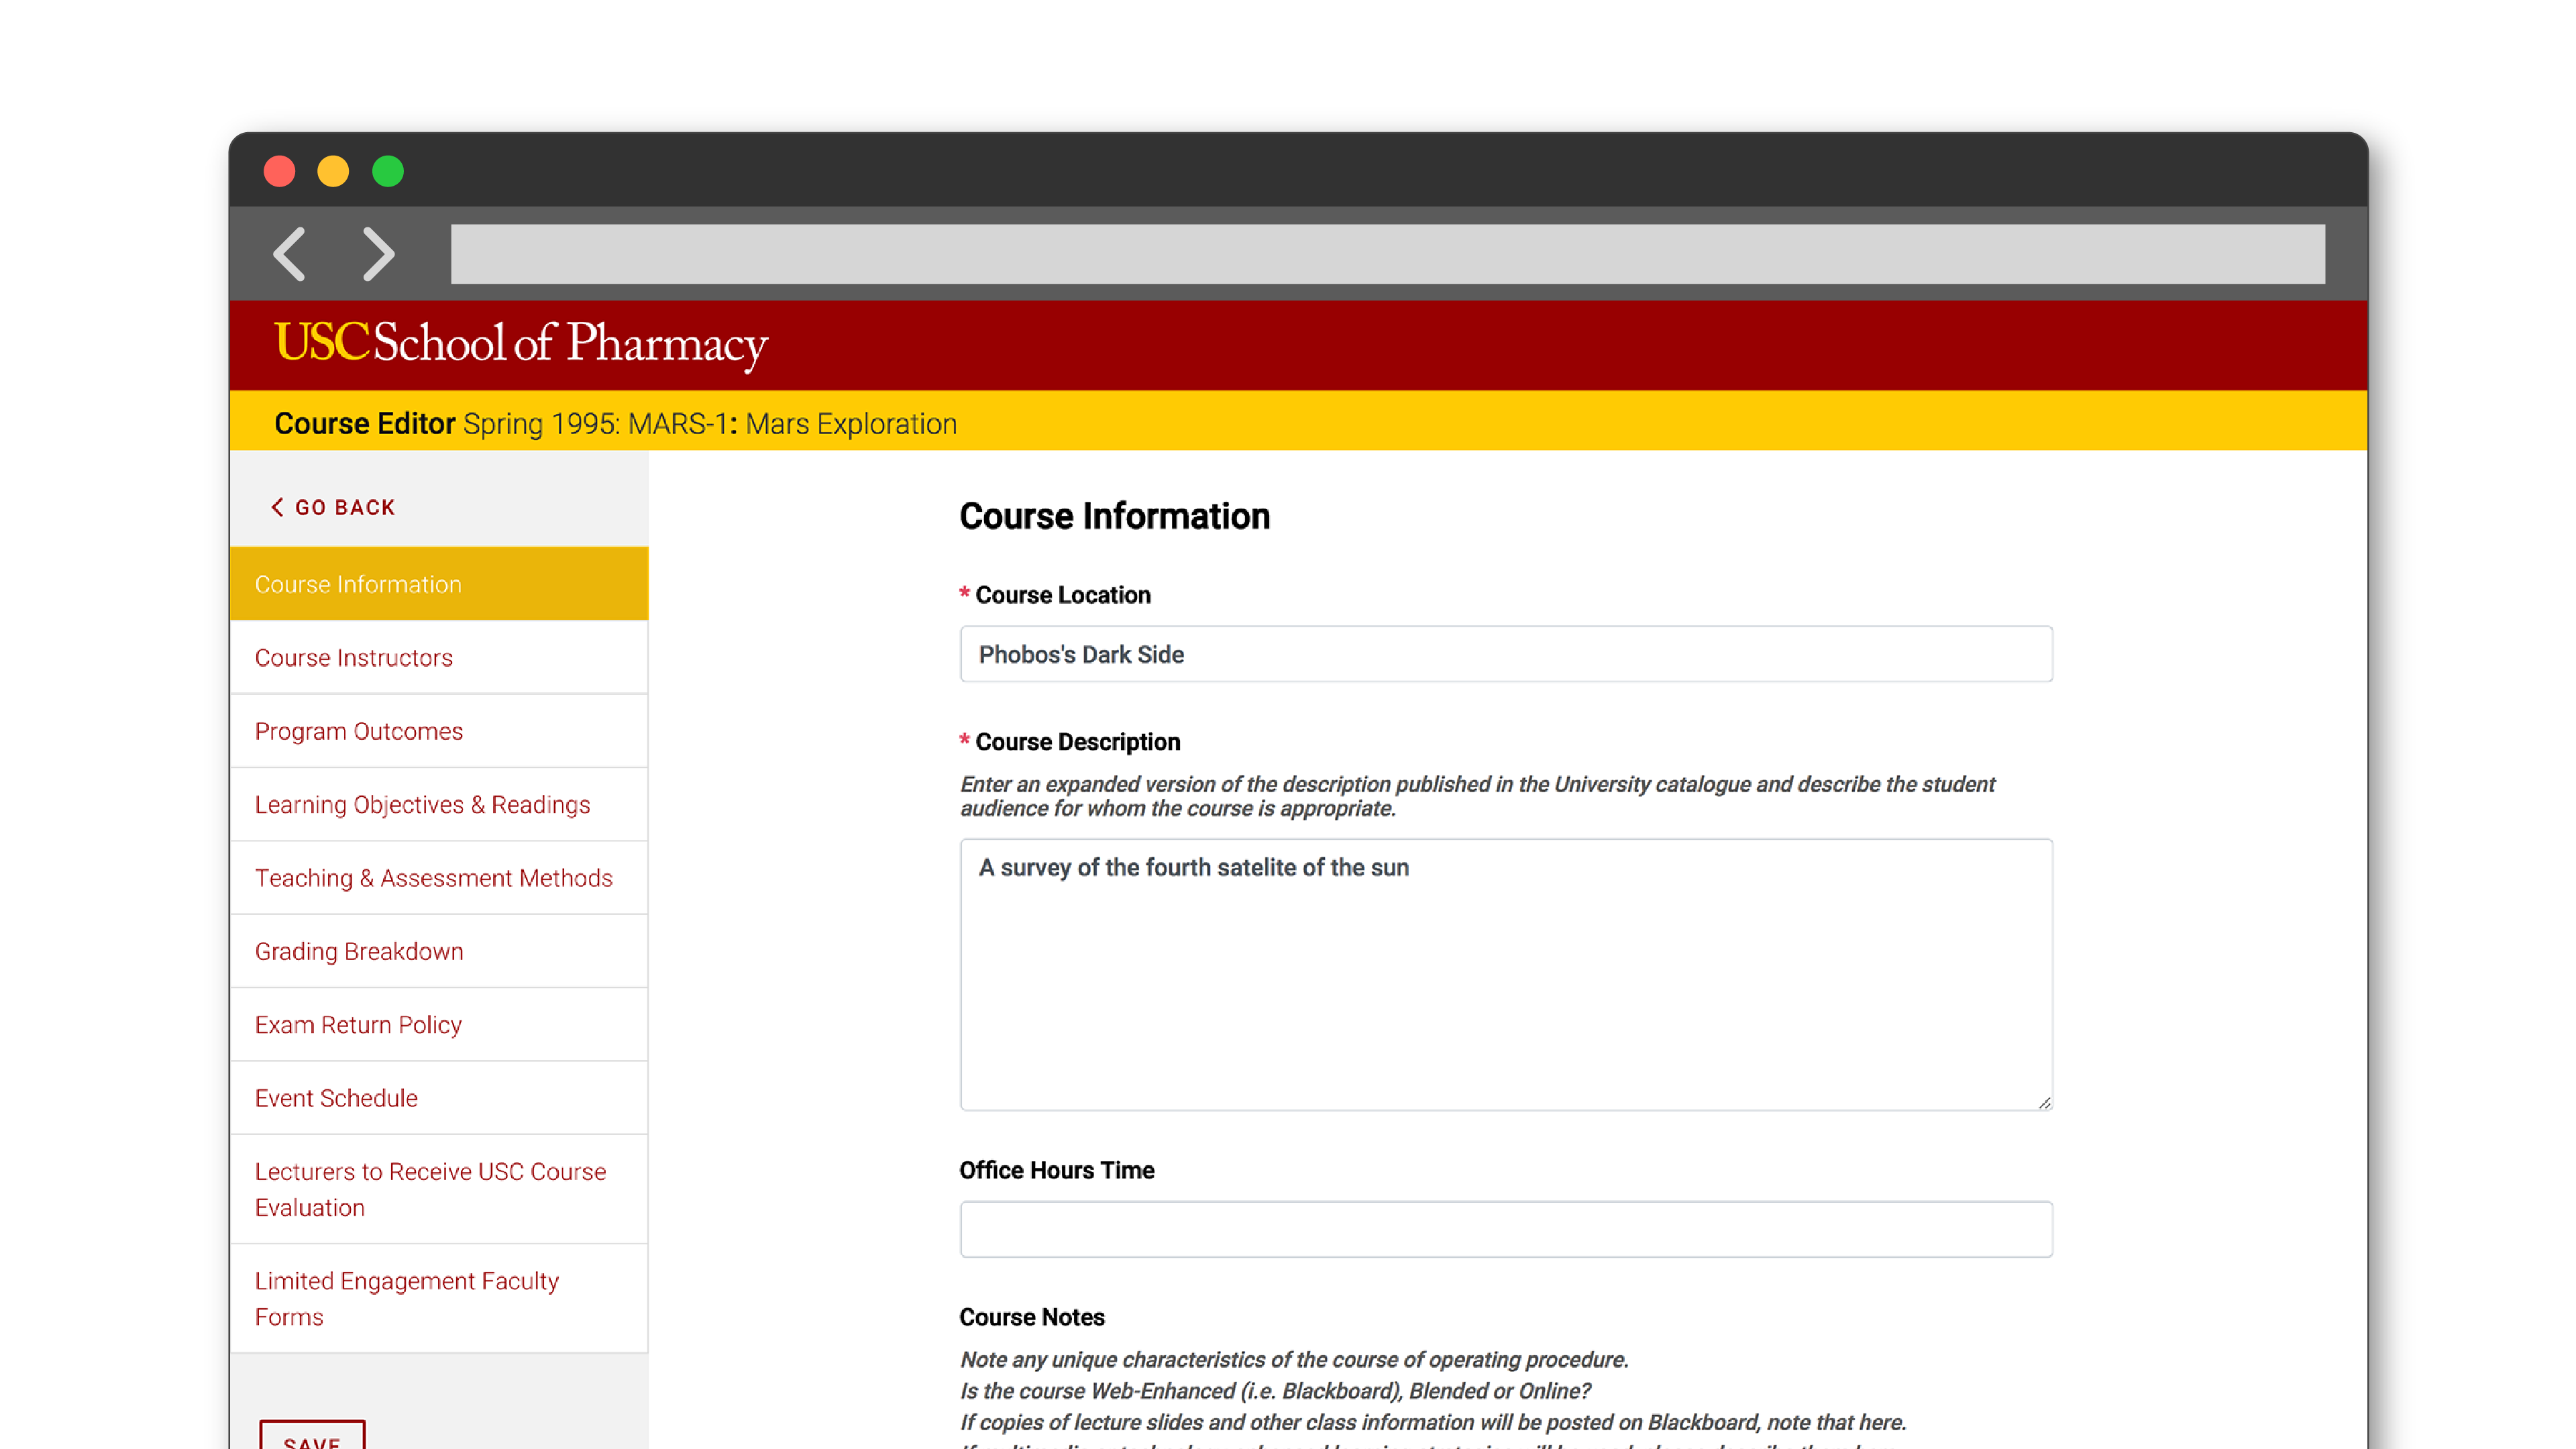 USC School of Pharmacy
Course Editor Spring 1995: MARS-1: Mars Exploration
GO BACK
Course Information
Course Instructors
Program Outcomes
Learning Objectives & Readings
Teaching & Assessment Methods
Grading Breakdown
Exam Return Policy
Event Schedule
Lecturers to Receive USC Course
Evaluation
Limited Engagement Faculty
Forms
SAVE
Course Information
* Course Location
Phobos's Dark Side
* Course Description
Enter an expanded version of the description published in the University catalogue and describe the student
audience for whom the course is appropriate.
A survey of the fourth satelite of the sun
Office Hours Time
Course Notes
Note any unique characteristics of the course of operating procedure.
Is the course Web-Enhanced (i.e. Blackboard), Blended or Online?
If copies of lecture slides and other class information will be posted on Blackboard, note that here.